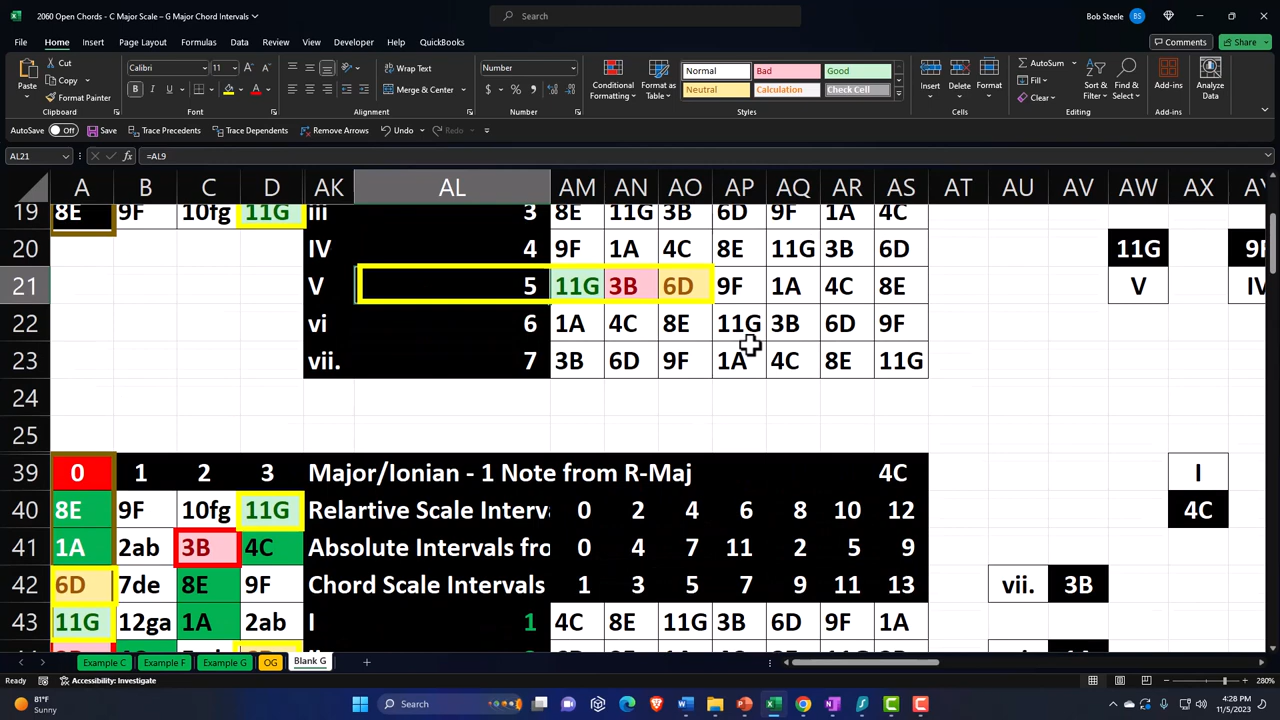 2060 Open Chords - C Major Scale – G Major Chord Intervals
Search
Bob Steele BS
File Home Insert Page Layout Formulas Data Review View Developer Help QuickBooks Comments Share
Paste Cut Copy Format Painter
Calibri 11 Wrap Text Merge & Center Number
Conditional Formatting Format as Table
Normal Bad Good
Neutral Calculation Check Cell
Insert Delete Format AutoSum Fill Clear Sort & Filter Find & Select Add-ins Analyze Data
Clipboard Font Alignment Number Styles Cells Editing Add-ins
AutoSave Off Save Trace Precedents Trace Dependents Remove Arrows Undo Redo
AL21 fx =AL9
A B C D AK AL AM AN AO AP AQ AR AS AT AU AV AW AX AY
19 8E 9F 10fg 11G iii 3 8E 11G 3B 6D 9F 1A 4C
20 IV 4 9F 1A 4C 8E 11G 3B 6D 11G
21 V 5 11G 3B 6D 9F 1A 4C 8E V IV
22 vi 6 1A 4C 8E 11G 3B 6D 9F
23 vii. 7 3B 6D 9F 1A 4C 8E 11G
24
25
39 0 1 2 3 Major/Ionian - 1 Note from R-Maj 4C I
40 8E 9F 10fg 11G Relartive Scale Interv 0 2 4 6 8 10 12 4C
41 1A 2ab 3B 4C Absolute Intervals fro 0 4 7 11 2 5 9
42 6D 7de 8E 9F Chord Scale Intervals 1 3 5 7 9 11 13 vii. 3B
43 11G 12ga 1A 2ab I 1 4C 8E 11G 3B 6D 9F 1A
Example C Example F Example G OG Blank G
Ready Accessibility: Investigate 280%
81°F
Sunny
Search
4:28 PM
11/5/2023